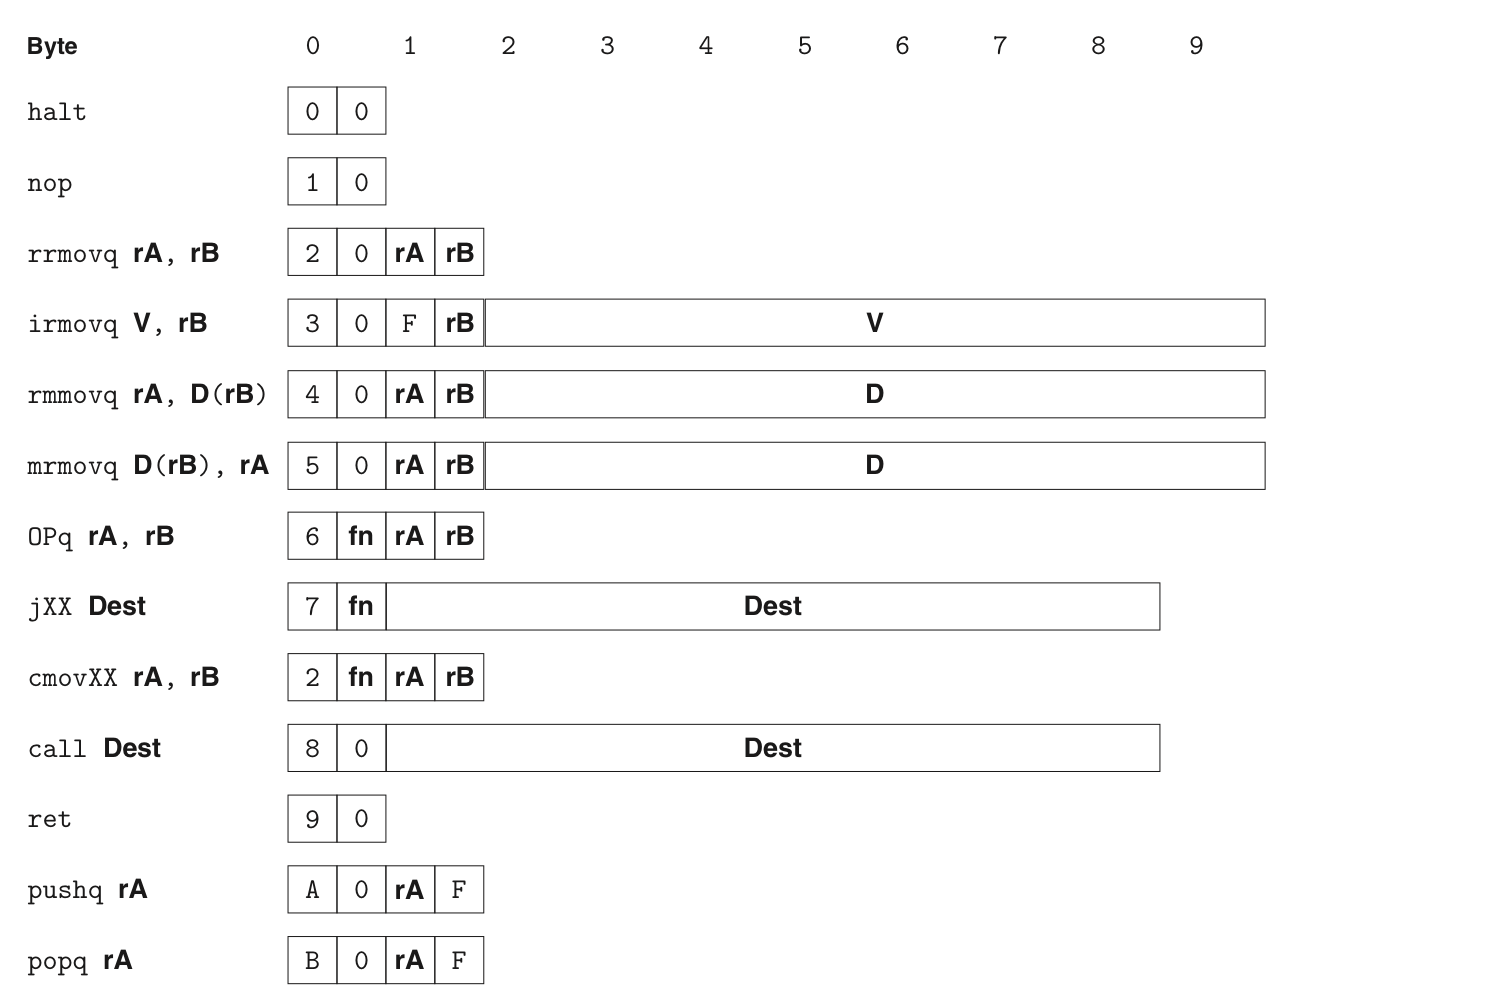 Byte 0 1 2 3 4 5 6 7 8 9
halt 0 0
nop 1 0
rrmovq rA, rB 2 0 rA rB
irmovq V, rB 3 0 F rB V
rmmovq rA, D(rB) 4 0 rA rB D
mrmovq D(rB), rA 5 0 rA rB D
OPq rA, rB 6 fn rA rB
jXX Dest 7 fn Dest
cmovXX rA, rB 2 fn rA rB
call Dest 8 0 Dest
ret 9 0
pushq rA A 0 rA F
popq rA B 0 rA F